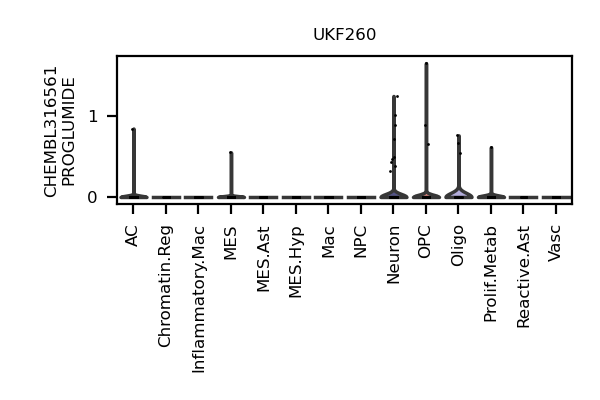 UKF260
CHEMBL316561
PROGLUMIDE
1
0
AC
Chromatin.Reg
Inflammatory.Mac
MES
MES.Ast
MES.Hyp
Mac
NPC
Neuron
OPC
Oligo
Prolif.Metab
Reactive.Ast
Vasc